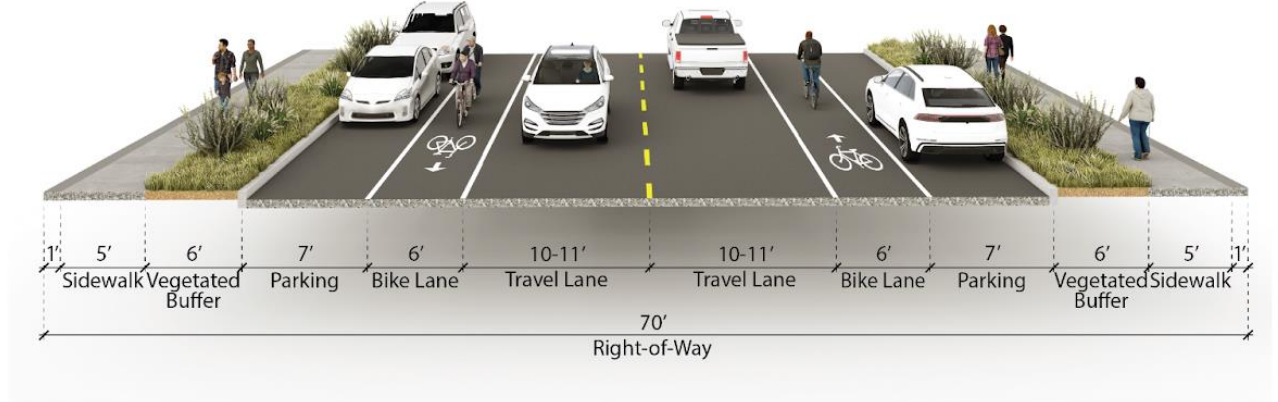 1’ 5’ 6’ 7’ 6’ 10-11’ 10-11’ 6’ 7’ 6’ 5’ 1’
Sidewalk Vegetated Buffer Parking Bike Lane Travel Lane Travel Lane Bike Lane Parking Vegetated Buffer Sidewalk
70’
Right-of-Way